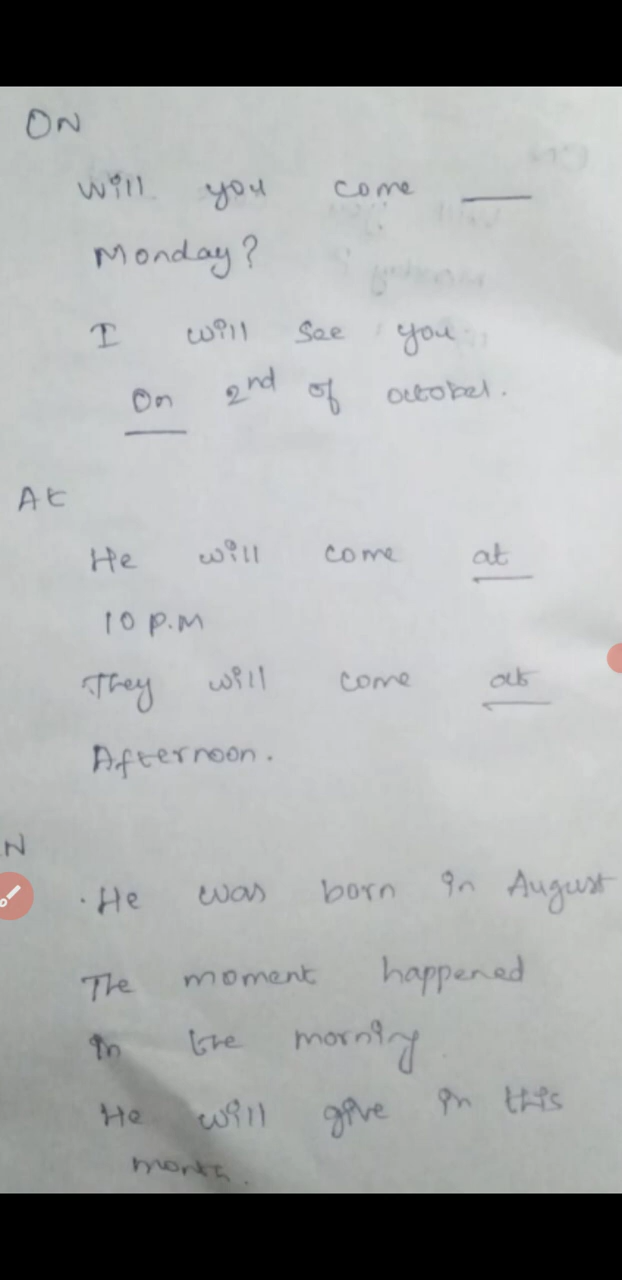 ON
Will you come ___
Monday?
I will see you
On 2nd of october.
At
He will come at
10 P.M
They will come at
Afternoon.
N
. He was born in August
The moment happened
in the morning
He will give in this
month.